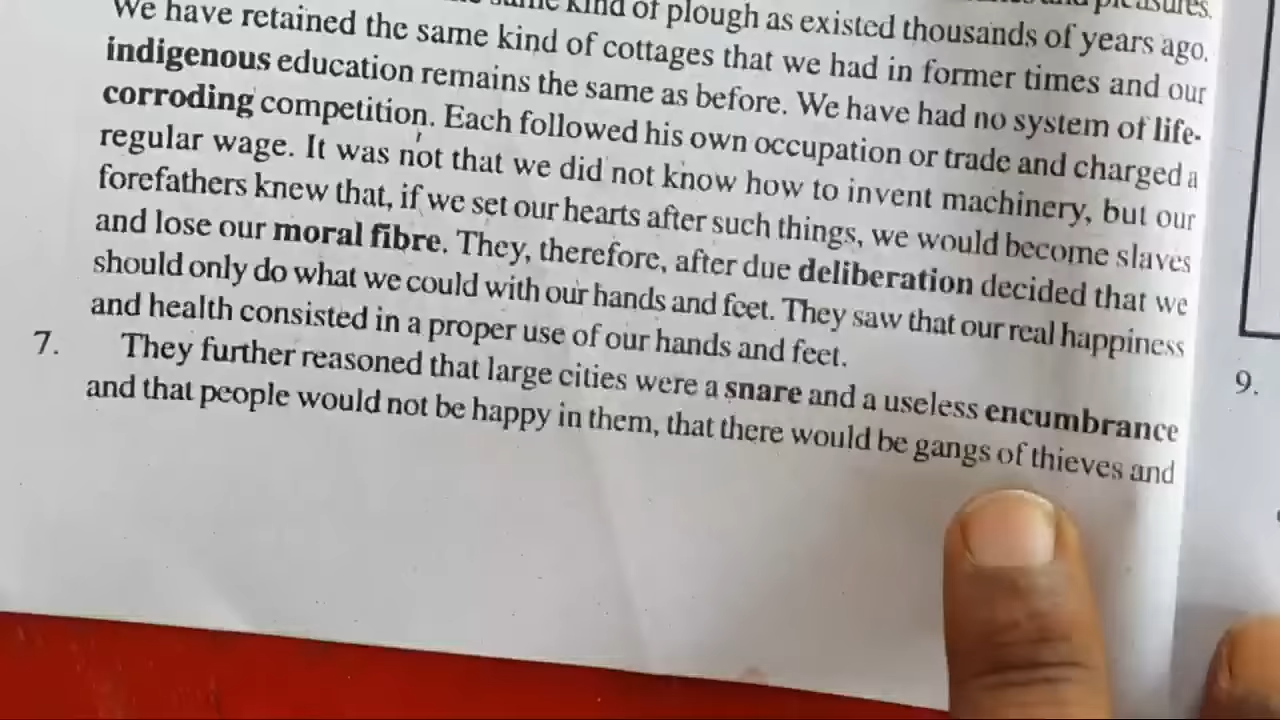 kind of plough as existed thousands of years ago. pleasures.
We have retained the same kind of cottages that we had in former times and our
indigenous education remains the same as before. We have had no system of life-
corroding competition. Each followed his own occupation or trade and charged a
regular wage. It was not that we did not know how to invent machinery, but our
forefathers knew that, if we set our hearts after such things, we would become slaves
and lose our moral fibre. They, therefore, after due deliberation decided that we
should only do what we could with our hands and feet. They saw that our real happiness
and health consisted in a proper use of our hands and feet.
7. They further reasoned that large cities were a snare and a useless encumbrance
and that people would not be happy in them, that there would be gangs of thieves and
9.